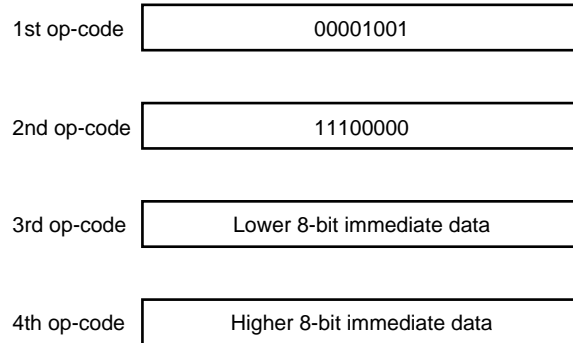 1st op-code 00001001
2nd op-code 11100000
3rd op-code Lower 8-bit immediate data
4th op-code Higher 8-bit immediate data